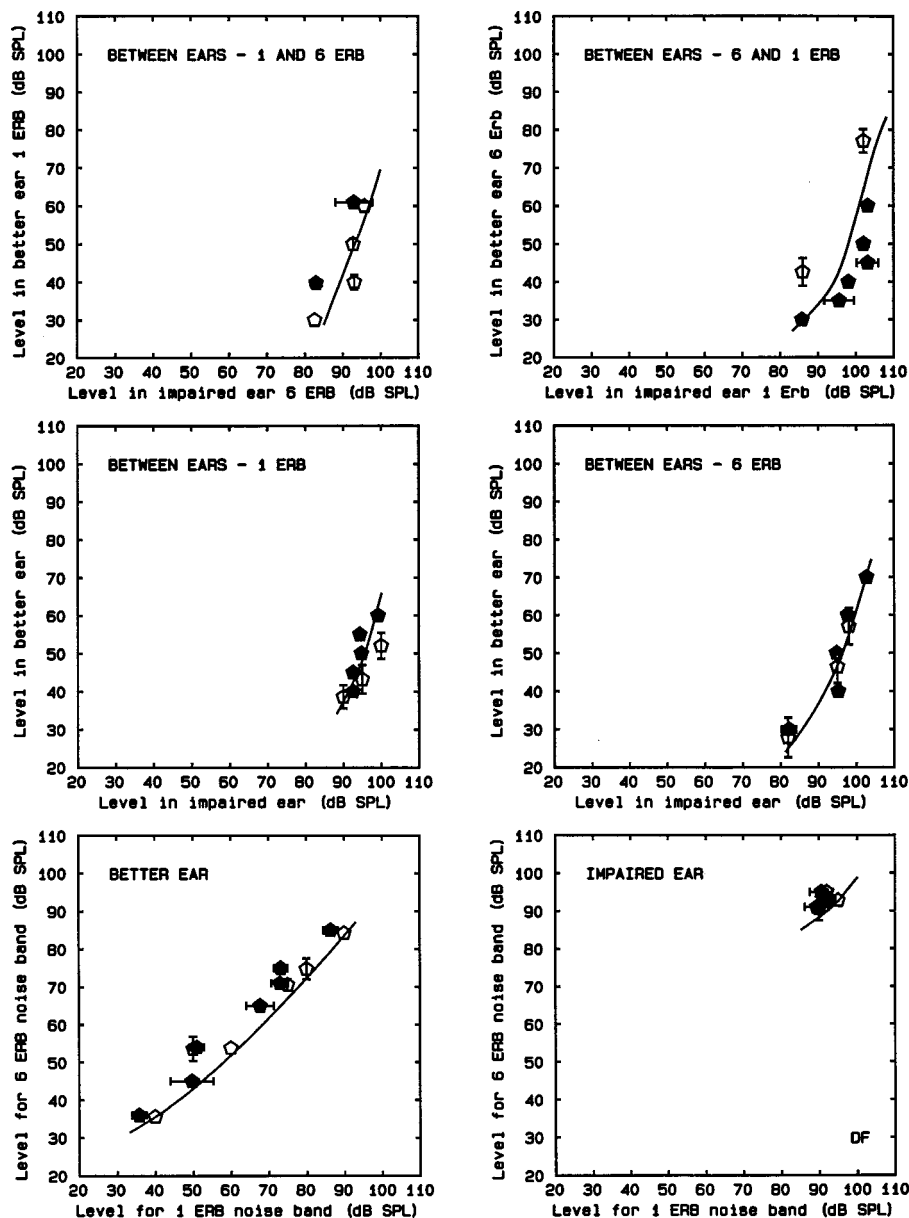 BETWEEN EARS - 1 AND 6 ERB
Level in better ear 1 ERB (dB SPL)
110
100
90
80
70
60
50
40
30
20
20 30 40 50 60 70 80 90 100 110
Level in impaired ear 6 ERB (dB SPL)
BETWEEN EARS - 6 AND 1 ERB
Level in better ear 6 Erb (dB SPL)
110
100
90
80
70
60
50
40
30
20
20 30 40 50 60 70 80 90 100 110
Level in impaired ear 1 Erb (dB SPL)
BETWEEN EARS - 1 ERB
Level in better ear (dB SPL)
110
100
90
80
70
60
50
40
30
20
20 30 40 50 60 70 80 90 100 110
Level in impaired ear (dB SPL)
BETWEEN EARS - 6 ERB
Level in better ear (dB SPL)
110
100
90
80
70
60
50
40
30
20
20 30 40 50 60 70 80 90 100 110
Level in impaired ear (dB SPL)
BETTER EAR
Level for 6 ERB noise band (dB SPL)
110
100
90
80
70
60
50
40
30
20
20 30 40 50 60 70 80 90 100 110
Level for 1 ERB noise band (dB SPL)
IMPAIRED EAR
Level for 6 ERB noise band (dB SPL)
110
100
90
80
70
60
50
40
30
20
DF
20 30 40 50 60 70 80 90 100 110
Level for 1 ERB noise band (dB SPL)